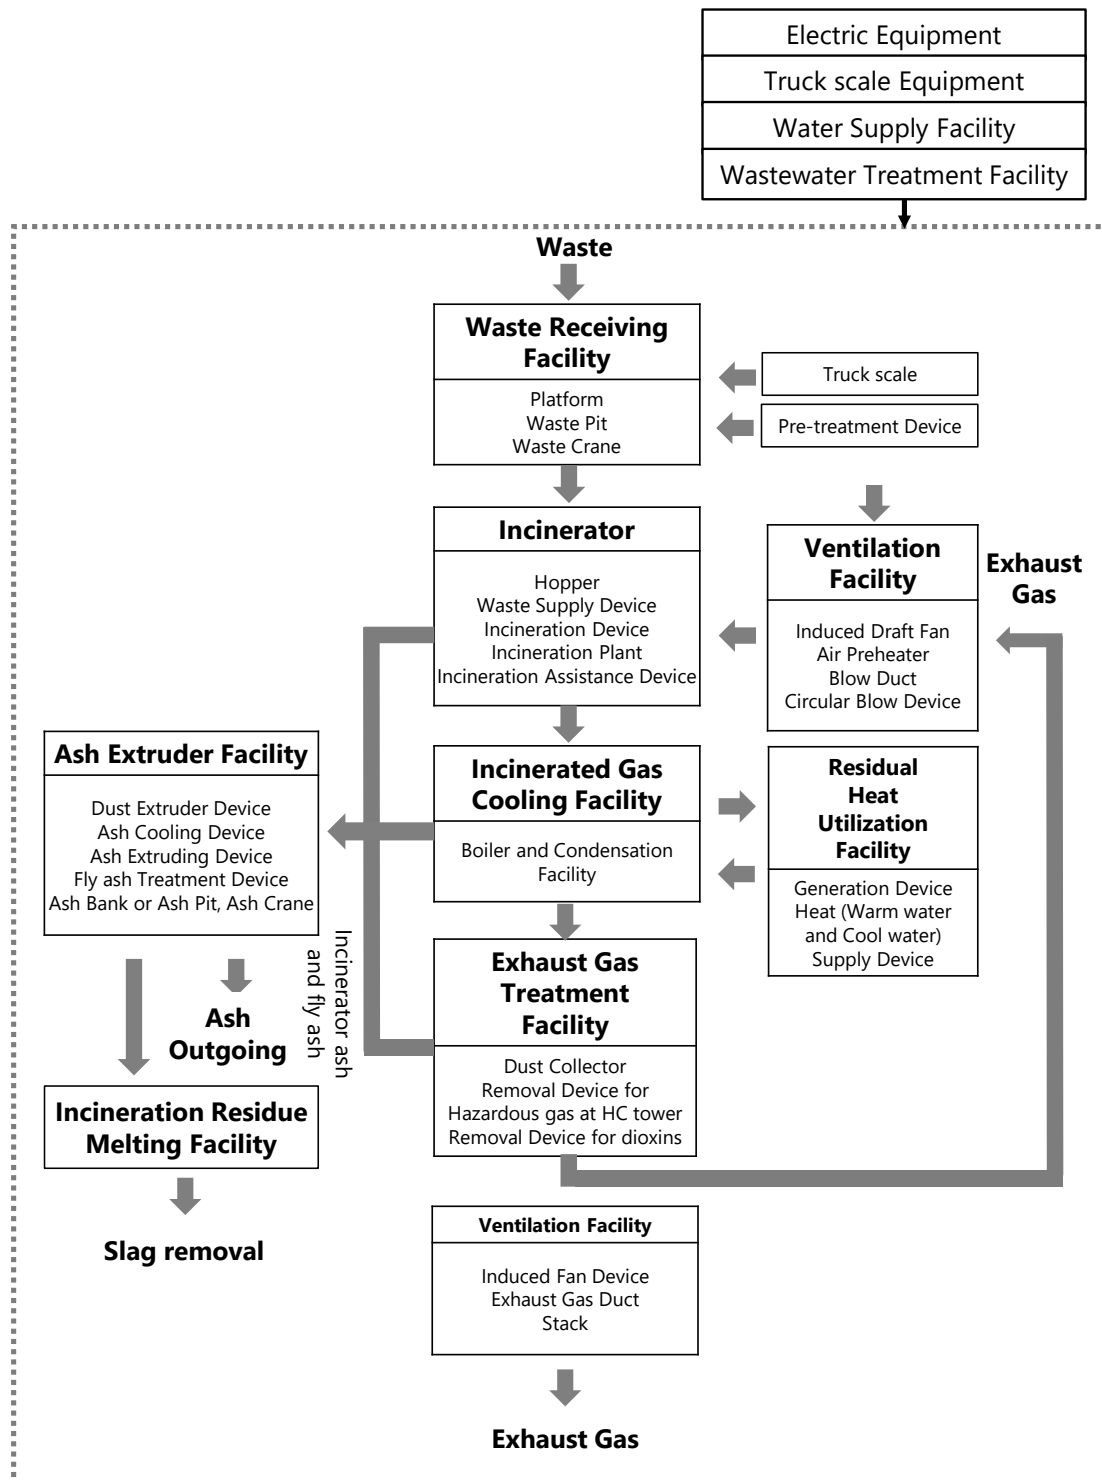 Electric Equipment
Truck scale Equipment
Water Supply Facility
Wastewater Treatment Facility
Waste
Waste Receiving
Facility
Platform
Waste Pit
Waste Crane
Truck scale
Pre-treatment Device
Incinerator
Hopper
Waste Supply Device
Incineration Device
Incineration Plant
Incineration Assistance Device
Ventilation
Facility
Induced Draft Fan
Air Preheater
Blow Duct
Circular Blow Device
Exhaust
Gas
Ash Extruder Facility
Dust Extruder Device
Ash Cooling Device
Ash Extruding Device
Fly ash Treatment Device
Ash Bank or Ash Pit, Ash Crane
Incinerated Gas
Cooling Facility
Boiler and Condensation
Facility
Residual
Heat
Utilization
Facility
Generation Device
Heat (Warm water
and Cool water)
Supply Device
Incinerator ash
and fly ash
Exhaust Gas
Treatment
Facility
Dust Collector
Removal Device for
Hazardous gas at HC tower
Removal Device for dioxins
Ash
Outgoing
Incineration Residue
Melting Facility
Slag removal
Ventilation Facility
Induced Fan Device
Exhaust Gas Duct
Stack
Exhaust Gas